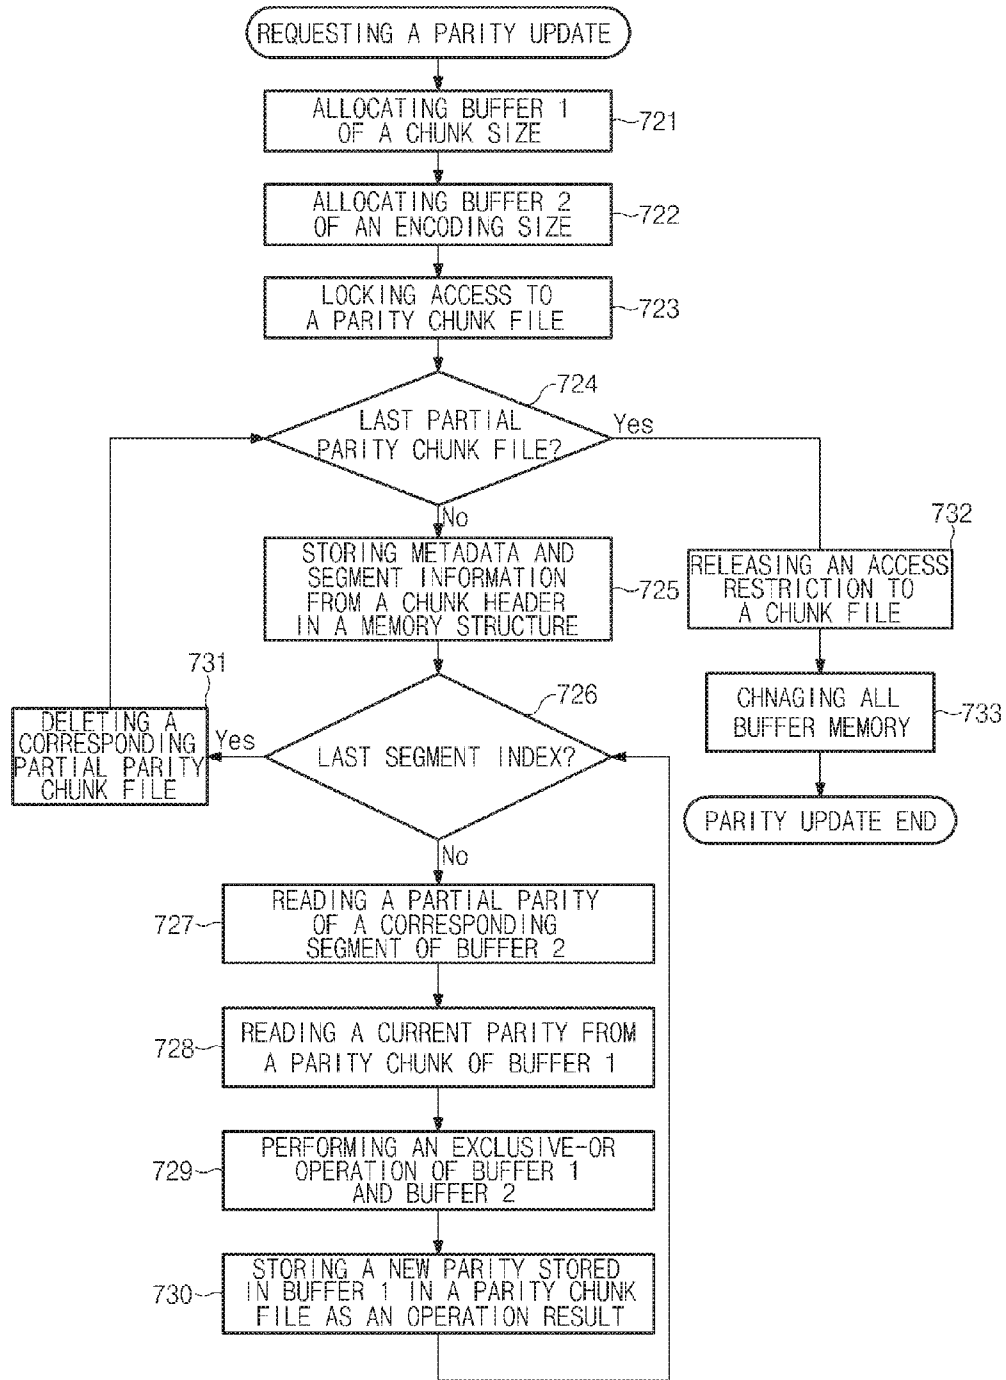 REQUESTING A PARITY UPDATE
ALLOCATING BUFFER 1
OF A CHUNK SIZE
721
ALLOCATING BUFFER 2
OF AN ENCODING SIZE
722
LOCKING ACCESS TO
A PARITY CHUNK FILE
723
724
LAST PARTIAL
PARITY CHUNK FILE?
Yes
No
STORING METADATA AND
SEGMENT INFORMATION
FROM A CHUNK HEADER
IN A MEMORY STRUCTURE
725
732
RELEASING AN ACCESS
RESTRICTION TO
A CHUNK FILE
731
DELETING A
CORRESPONDING
PARTIAL PARITY
CHUNK FILE
Yes
726
LAST SEGMENT INDEX?
CHNAGING ALL
BUFFER MEMORY
733
PARITY UPDATE END
No
READING A PARTIAL PARITY
OF A CORRESPONDING
SEGMENT OF BUFFER 2
727
READING A CURRENT PARITY FROM
A PARITY CHUNK OF BUFFER 1
728
PERFORMING AN EXCLUSIVE-OR
OPERATION OF BUFFER 1
AND BUFFER 2
729
STORING A NEW PARITY STORED
IN BUFFER 1 IN A PARITY CHUNK
FILE AS AN OPERATION RESULT
730